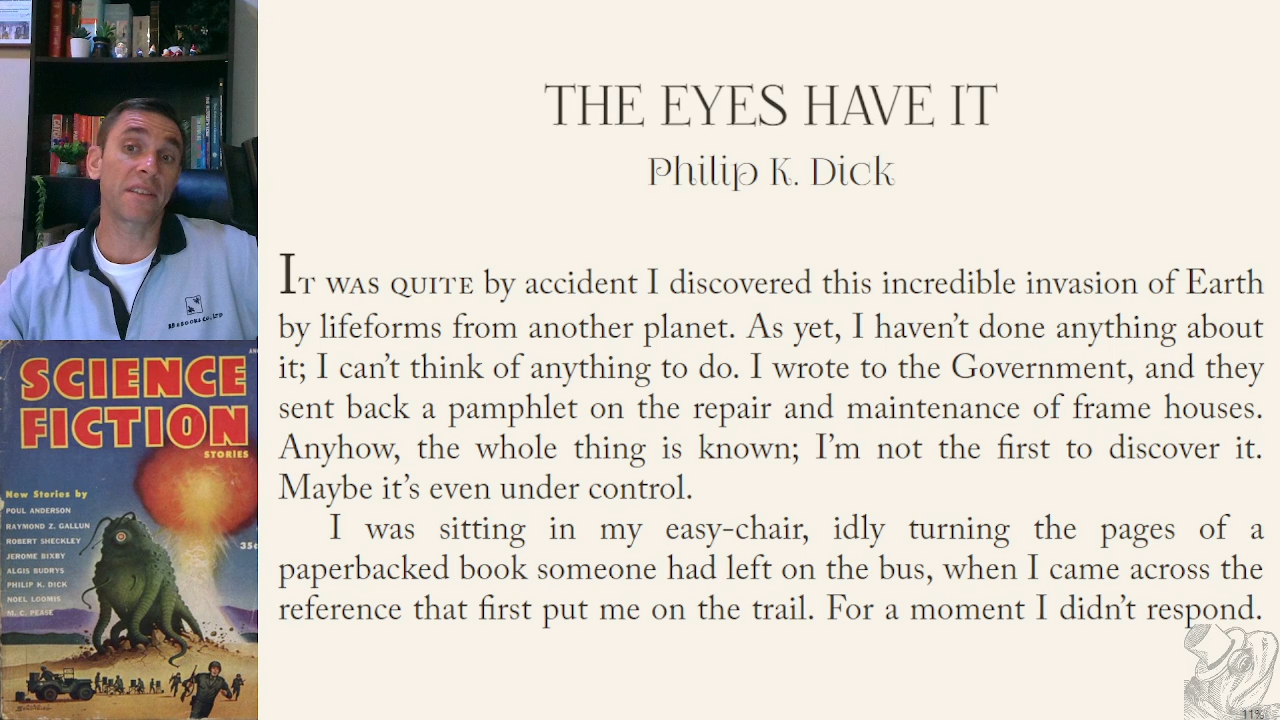 BB EBOOKS CO., LTD
SCIENCE
FICTION
STORIES
New Stories by
POUL ANDERSON
RAYMOND Z. GALLUN
ROBERT SHECKLEY
JEROME BIXBY
ALGIS BUDRYS
PHILIP K. DICK
NOEL LOOMIS
M. C. PEASE
35¢
THE EYES HAVE IT
Philip K. Dick
IT WAS QUITE by accident I discovered this incredible invasion of Earth
by lifeforms from another planet. As yet, I haven’t done anything about
it; I can’t think of anything to do. I wrote to the Government, and they
sent back a pamphlet on the repair and maintenance of frame houses.
Anyhow, the whole thing is known; I’m not the first to discover it.
Maybe it’s even under control.
I was sitting in my easy-chair, idly turning the pages of a
paperbacked book someone had left on the bus, when I came across the
reference that first put me on the trail. For a moment I didn’t respond.
11%